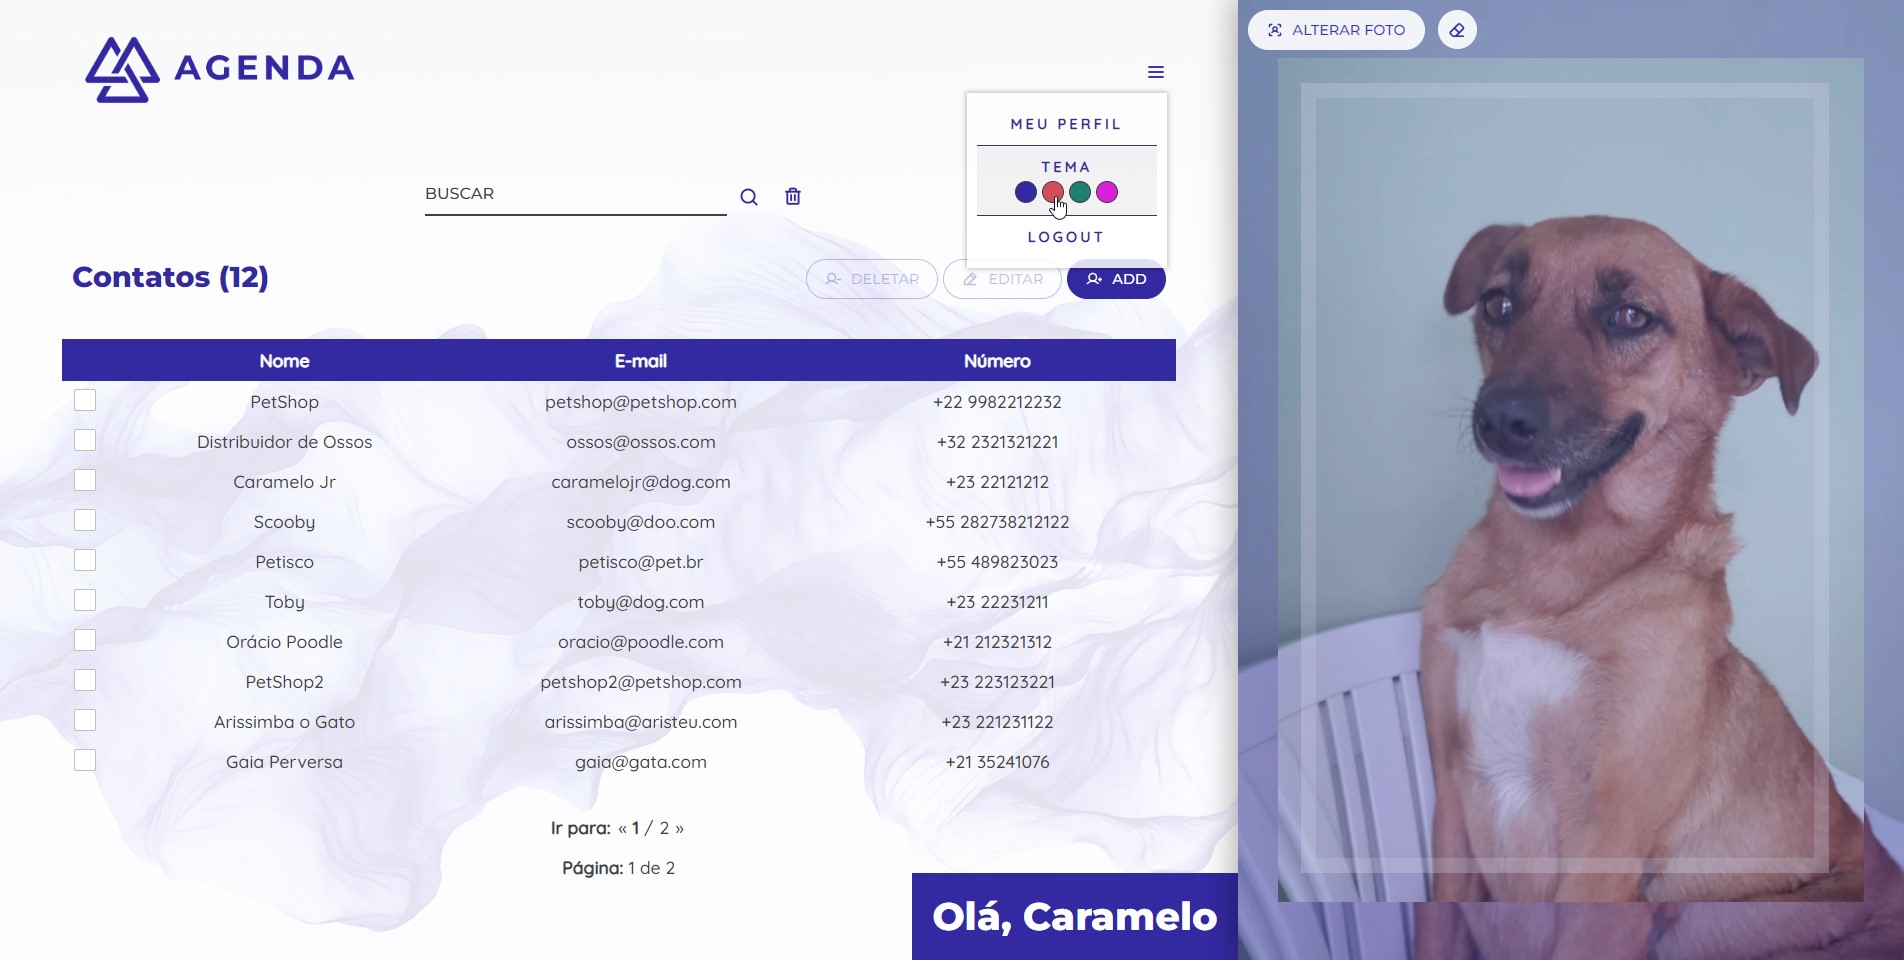 AGENDA
ALTERAR FOTO
MEU PERFIL
TEMA
LOGOUT
BUSCAR
Contatos (12)
DELETAR EDITAR ADD
Nome E-mail Número
PetShop petshop@petshop.com +22 9982212232
Distribuidor de Ossos ossos@ossos.com +32 2321321221
Caramelo Jr caramelojr@dog.com +23 22121212
Scooby scooby@doo.com +55 282738212122
Petisco petisco@pet.br +55 489823023
Toby toby@dog.com +23 22231211
Orácio Poodle oracio@poodle.com +21 212321312
PetShop2 petshop2@petshop.com +23 223123221
Arissimba o Gato arissimba@aristeu.com +23 221231122
Gaia Perversa gaia@gata.com +21 35241076
Ir para: « 1 / 2 »
Página: 1 de 2
Olá, Caramelo